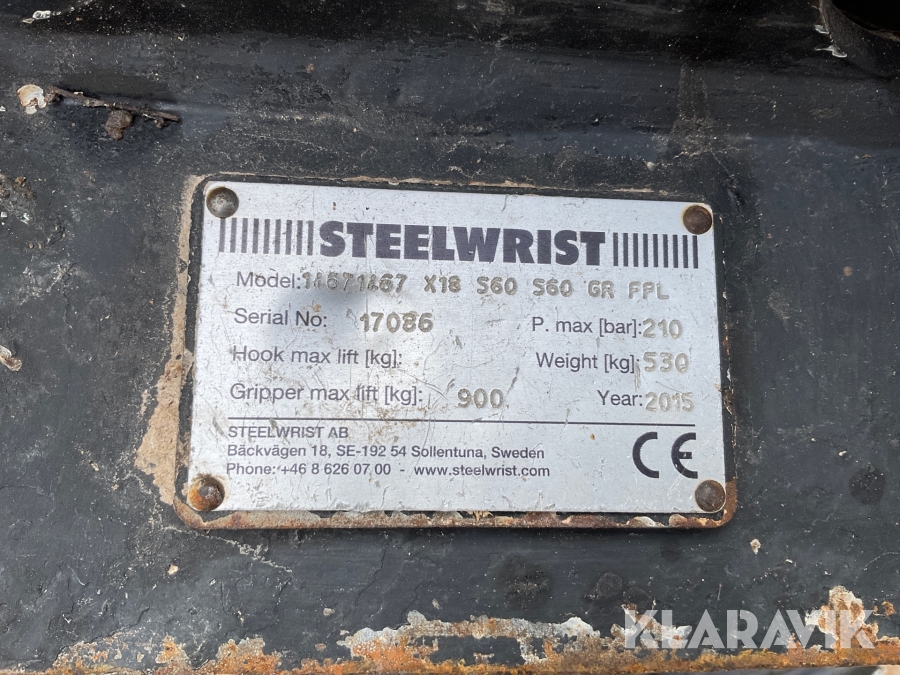 STEELWRIST
Model: 1A671A67 X18 S60 S60 GR FPL
Serial No: 17086
P. max [bar]: 210
Hook max lift [kg]:
Weight [kg]: 530
Gripper max lift [kg]: 900
Year: 2015
STEELWRIST AB
Bäckvägen 18, SE-192 54 Sollentuna, Sweden
Phone: +46 8 626 07 00 - www.steelwrist.com
CE
KLARAVIK